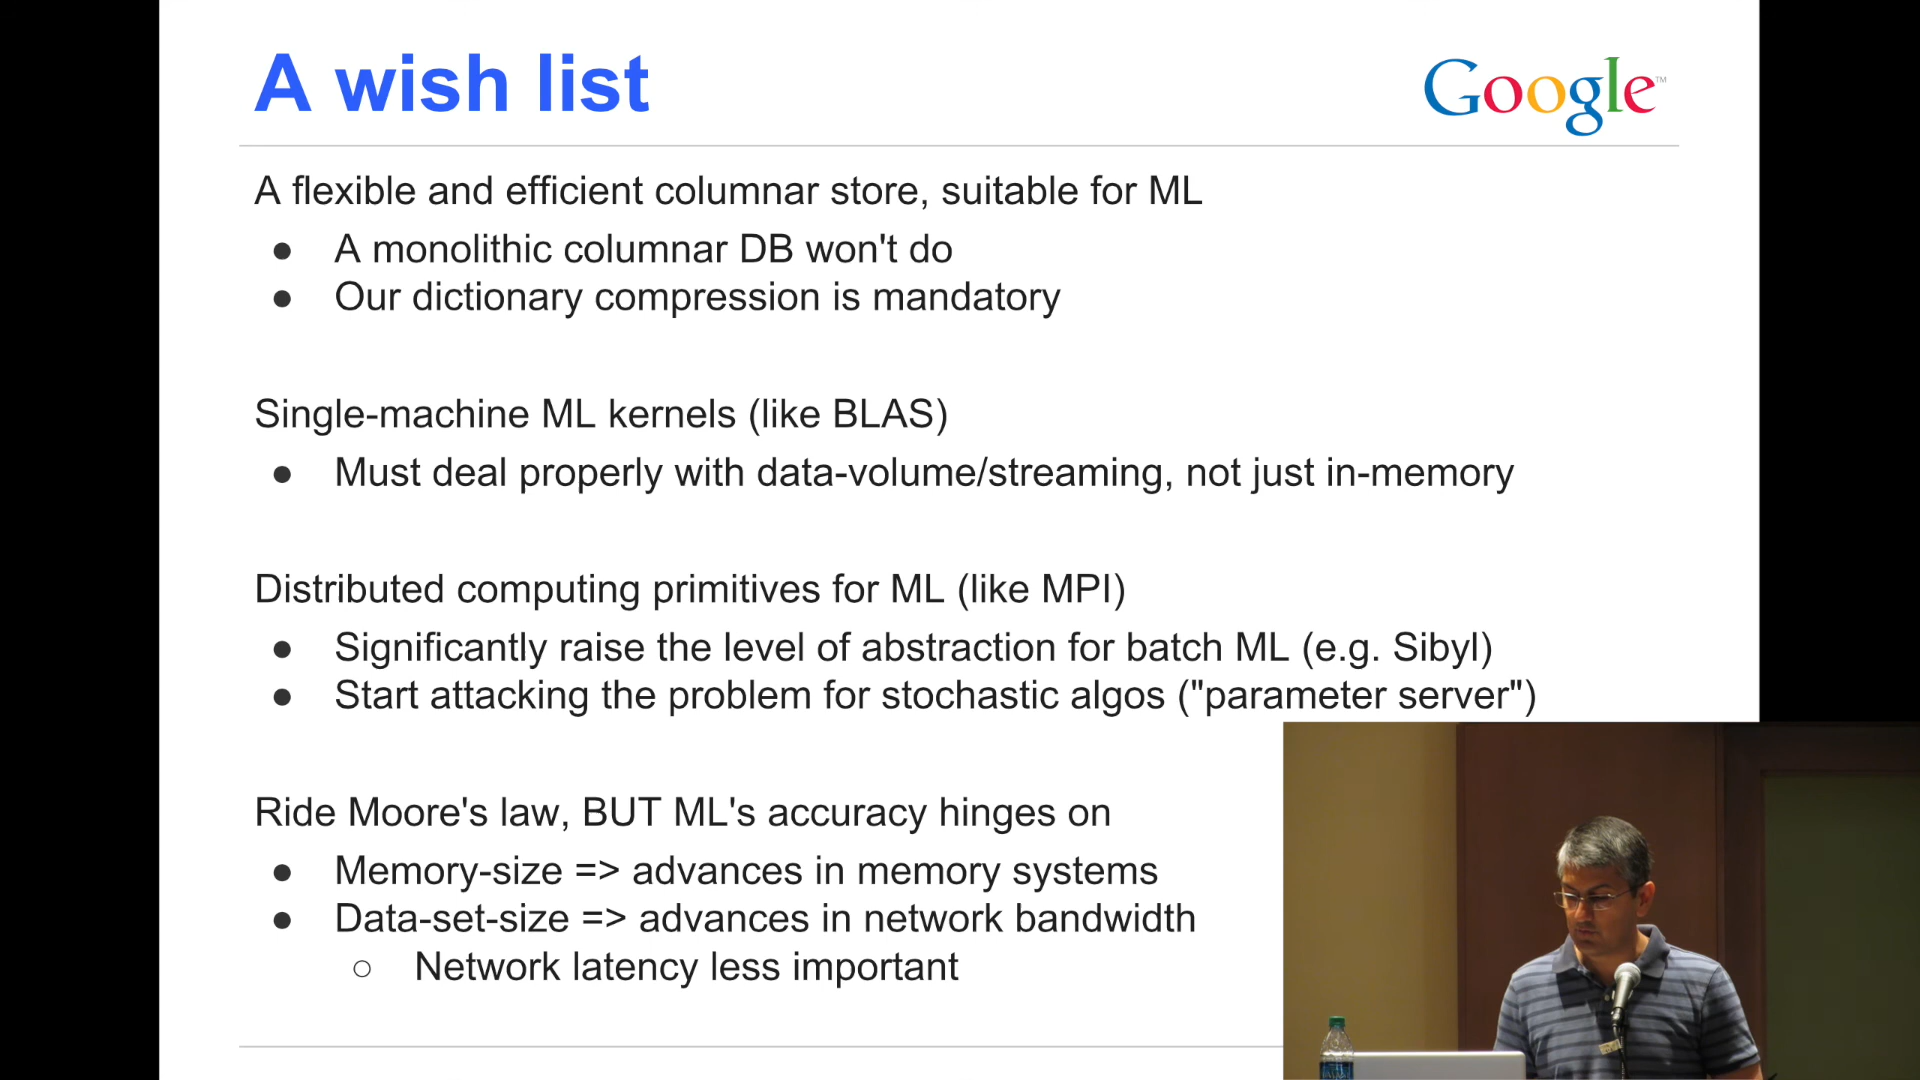 A wish list
Google™
A flexible and efficient columnar store, suitable for ML
● A monolithic columnar DB won't do
● Our dictionary compression is mandatory
Single-machine ML kernels (like BLAS)
● Must deal properly with data-volume/streaming, not just in-memory
Distributed computing primitives for ML (like MPI)
● Significantly raise the level of abstraction for batch ML (e.g. Sibyl)
● Start attacking the problem for stochastic algos ("parameter server")
Ride Moore's law, BUT ML's accuracy hinges on
● Memory-size => advances in memory systems
● Data-set-size => advances in network bandwidth
○ Network latency less important